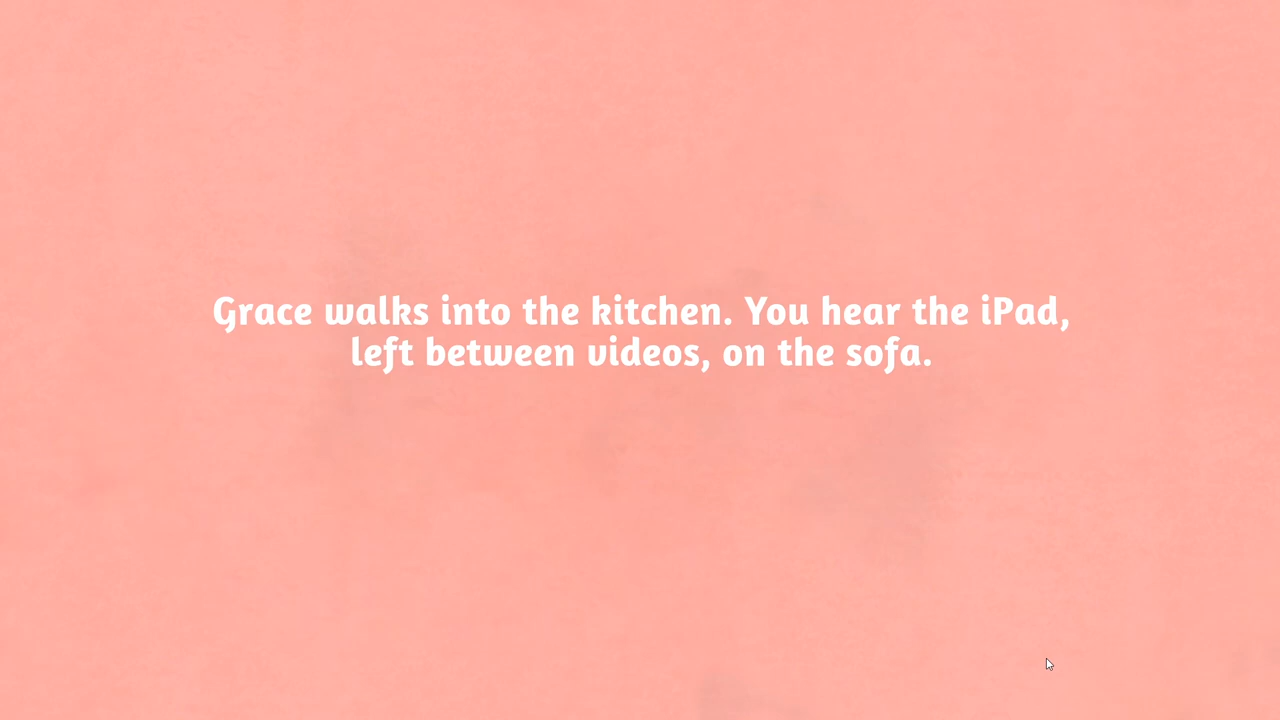 Grace walks into the kitchen. You hear the iPad,
left between videos, on the sofa.